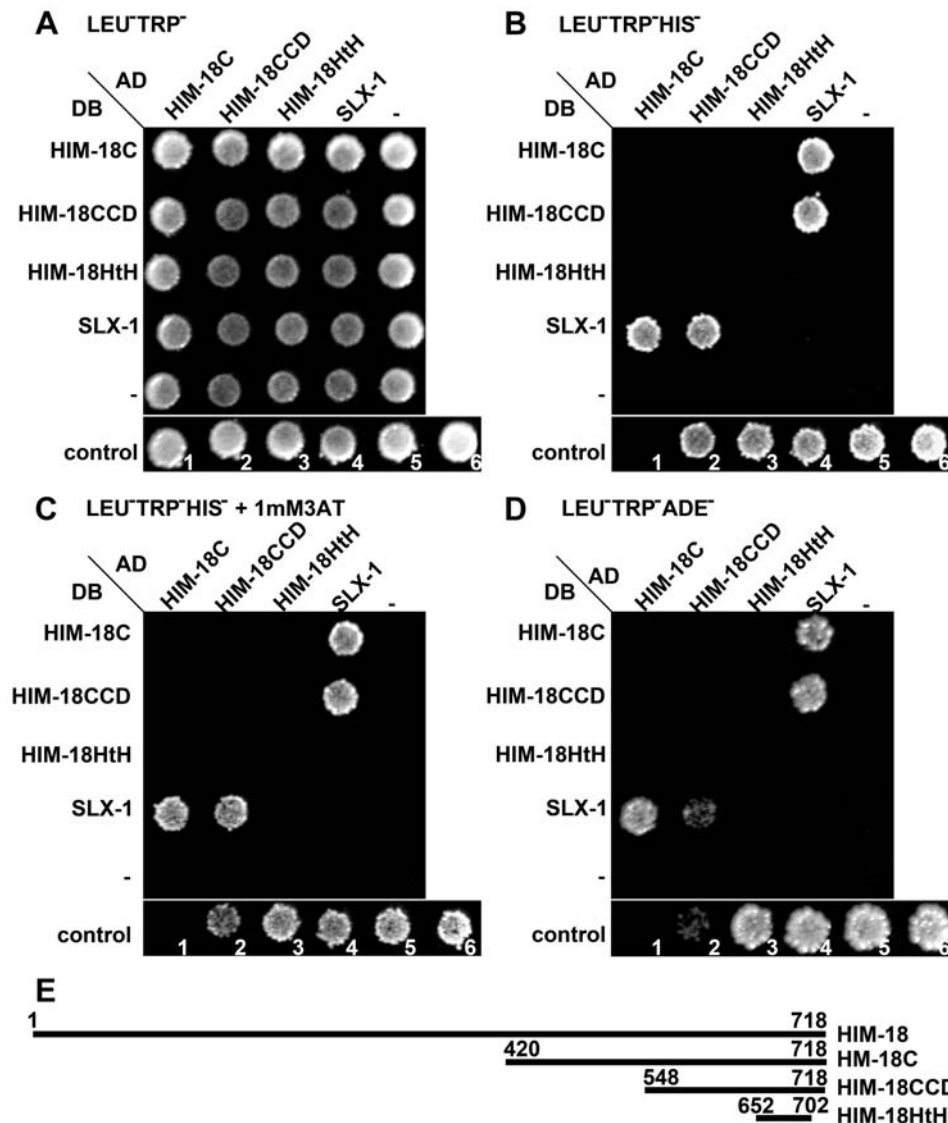 A LEU⁻TRP⁻
AD
DB
HIM-18C
HIM-18CCD
HIM-18HtH
SLX-1
-
HIM-18C
HIM-18CCD
HIM-18HtH
SLX-1
-
control
1 2 3 4 5 6
B LEU⁻TRP⁻HIS⁻
AD
DB
HIM-18C
HIM-18CCD
HIM-18HtH
SLX-1
-
HIM-18C
HIM-18CCD
HIM-18HtH
SLX-1
-
control
1 2 3 4 5 6
C LEU⁻TRP⁻HIS⁻ + 1mM3AT
AD
DB
HIM-18C
HIM-18CCD
HIM-18HtH
SLX-1
-
HIM-18C
HIM-18CCD
HIM-18HtH
SLX-1
-
control
1 2 3 4 5 6
D LEU⁻TRP⁻ADE⁻
AD
DB
HIM-18C
HIM-18CCD
HIM-18HtH
SLX-1
-
HIM-18C
HIM-18CCD
HIM-18HtH
SLX-1
-
control
1 2 3 4 5 6
E
1 718 HIM-18
420 718 HM-18C
548 718 HIM-18CCD
652 702 HIM-18HtH